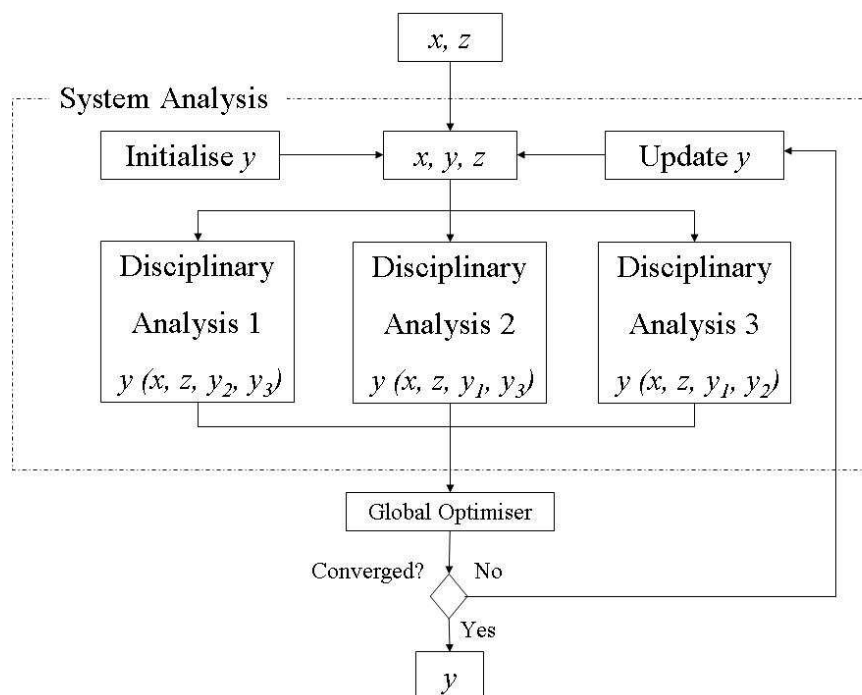 x, z
System Analysis
Initialise y
x, y, z
Update y
Disciplinary
Analysis 1
y (x, z, y2, y3)
Disciplinary
Analysis 2
y (x, z, y1, y3)
Disciplinary
Analysis 3
y (x, z, y1, y2)
Global Optimiser
Converged?
No
Yes
y